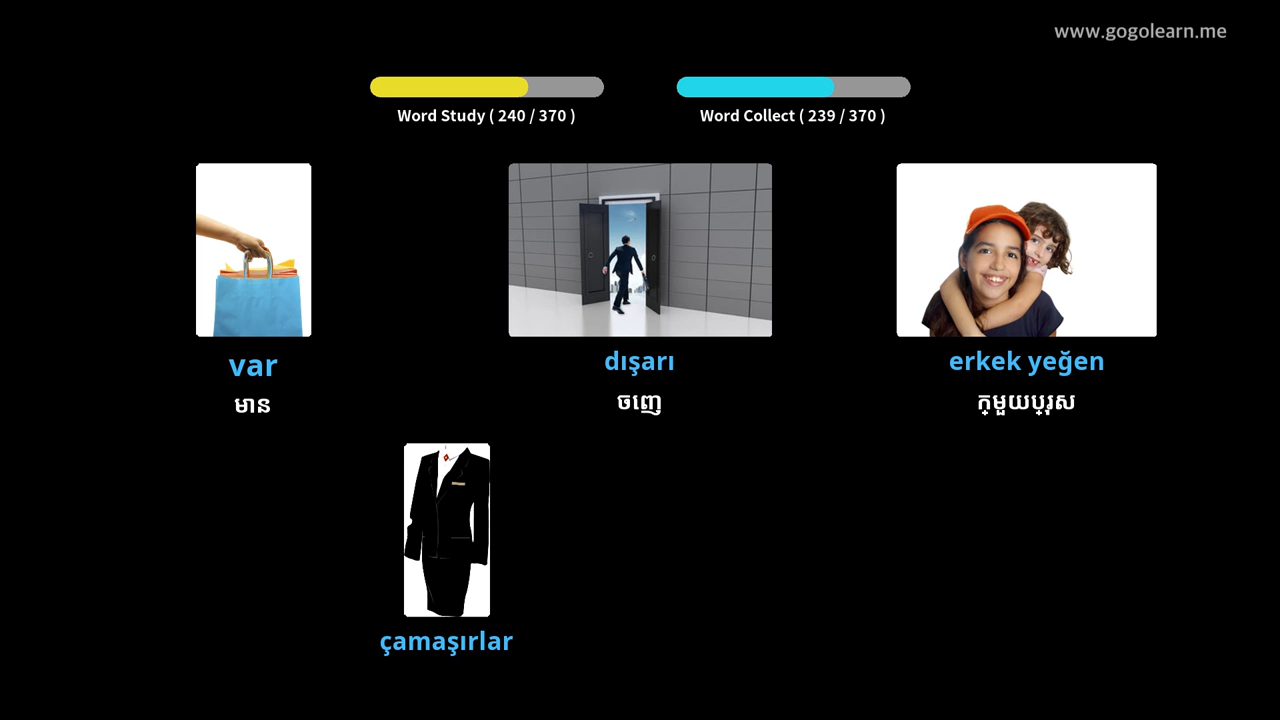 www.gogolearn.me
Word Study ( 240 / 370 )
Word Collect ( 239 / 370 )
var
dışarı
erkek yeğen
មាន
ចេញ
ក្មួយប្រុស
çamaşırlar